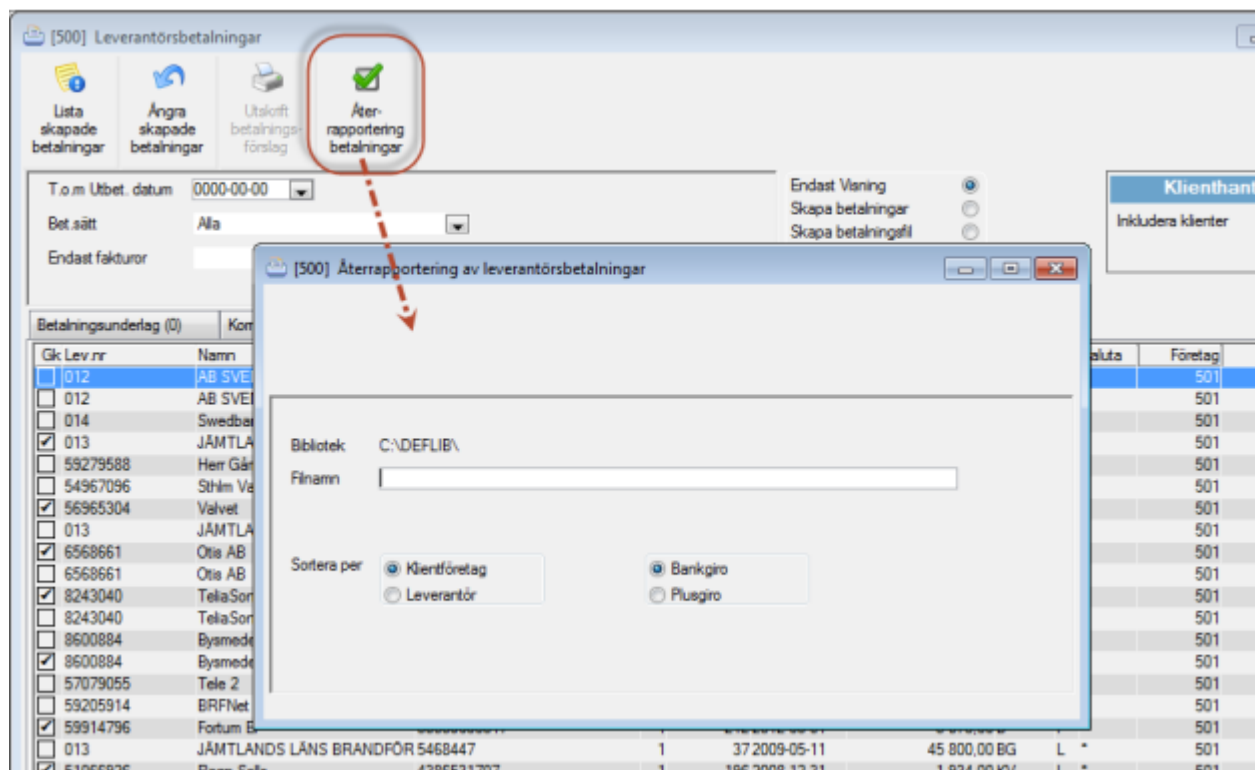 [500] Leverantörsbetalningar
Lista skapade betalningar
Ångra skapade betalningar
Utskrift betalnings- förslag
Åter- rapportering betalningar
T.o.m Utbet. datum 0000-00-00
Bet.sätt Alla
Endast fakturor
Endast Visning
Skapa betalningar
Skapa betalningsfil
Klienthant
Inkludera klienter
[500] Återrapportering av leverantörsbetalningar
Bibliotek C:\DEFLIB\
Filnamn
Sortera per
Klientföretag
Leverantör
Bankgiro
Plusgiro
Betalningsunderlag (0) Kom
Gk Lev.nr Namn aluta Företag
012 AB SVE 501
012 AB SVE 501
014 Swedba 501
013 JÄMTLA 501
59279588 Herr Går 501
54967096 Sthlm Va 501
56965304 Valvet 501
013 JÄMTLA 501
6568661 Otis AB 501
6568661 Otis AB 501
8243040 TeliaSon 501
8243040 TeliaSon 501
8600884 Bysmede 501
8600884 Bysmede 501
57079055 Tele 2 501
59205914 BRFNet 501
59914796 Fortum 501
013 JÄMTLANDS LÄNS BRANDFÖR 5468447 1 37 2009-05-11 45 800,00 BG L * 501
501